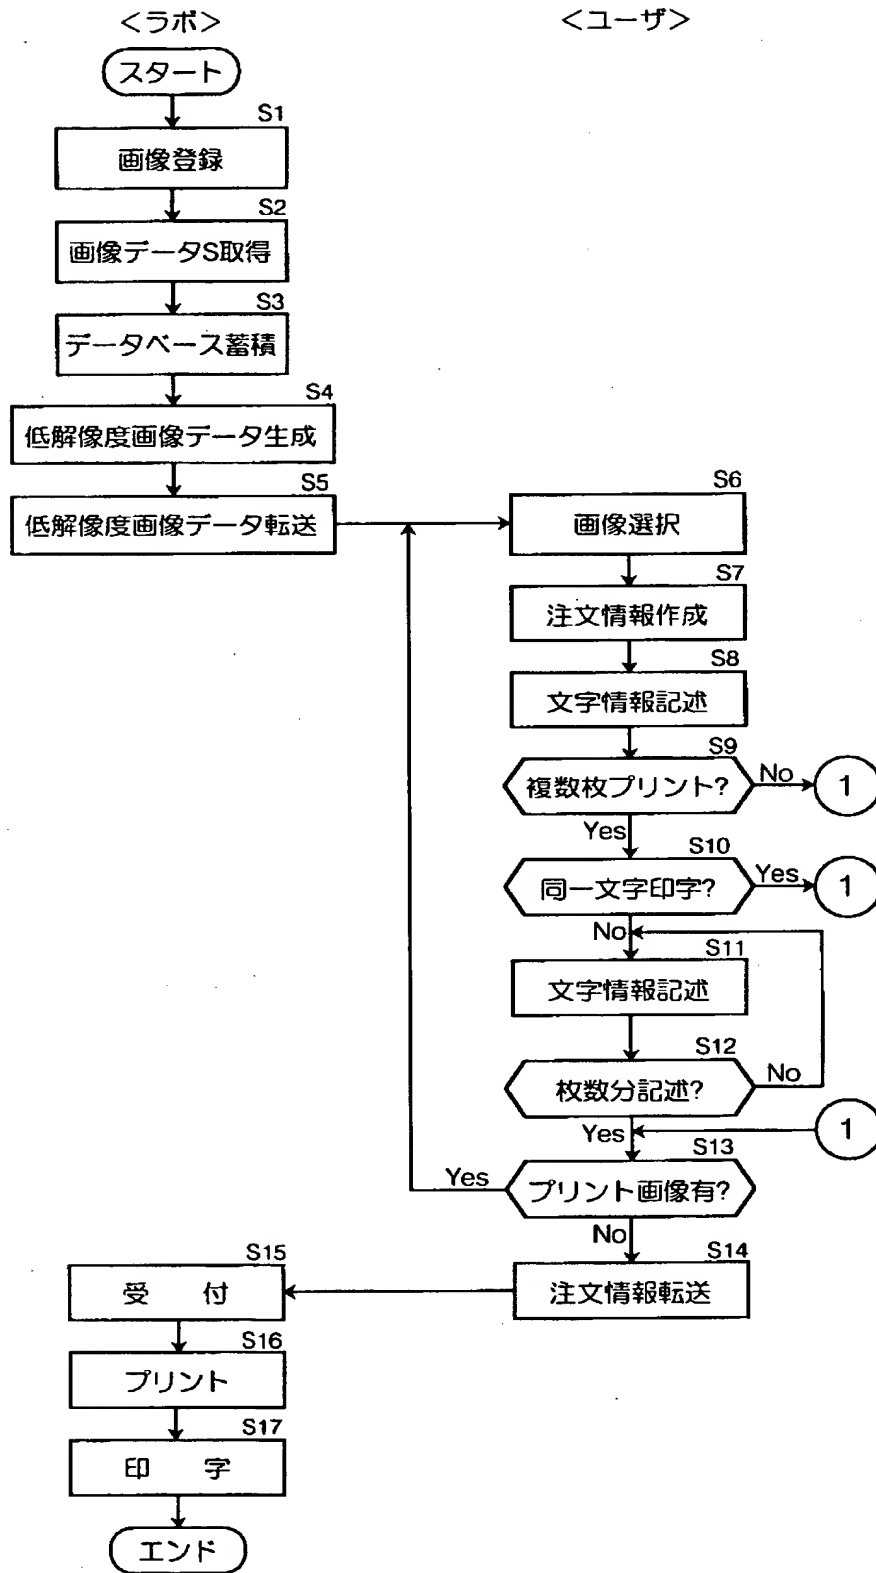 <ラボ>
<ユーザ>
スタート
S1
画像登録
S2
画像データS取得
S3
データベース蓄積
S4
低解像度画像データ生成
S5
低解像度画像データ転送
S6
画像選択
S7
注文情報作成
S8
文字情報記述
S9
複数枚プリント?
No
1
Yes
S10
同一文字印字?
Yes
1
No
S11
文字情報記述
S12
枚数分記述?
No
Yes
1
S13
プリント画像有?
Yes
No
S14
注文情報転送
S15
受 付
S16
プリント
S17
印 字
エンド